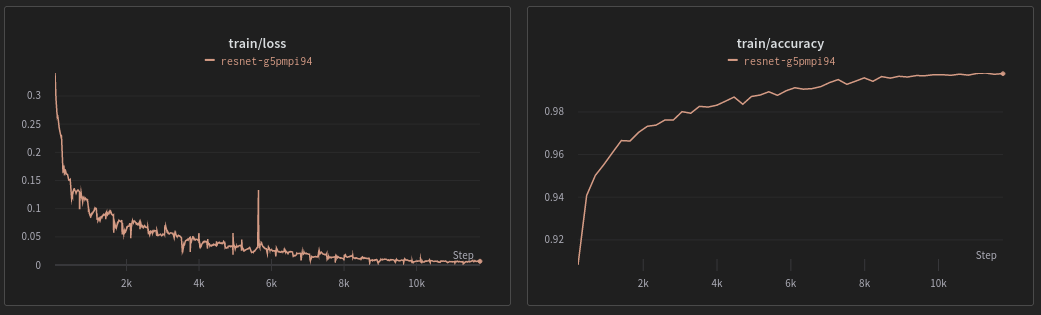 train/loss
resnet-g5pmpi94
0.3
0.25
0.2
0.15
0.1
0.05
0
Step
2k
4k
6k
8k
10k
train/accuracy
resnet-g5pmpi94
0.98
0.96
0.94
0.92
Step
2k
4k
6k
8k
10k